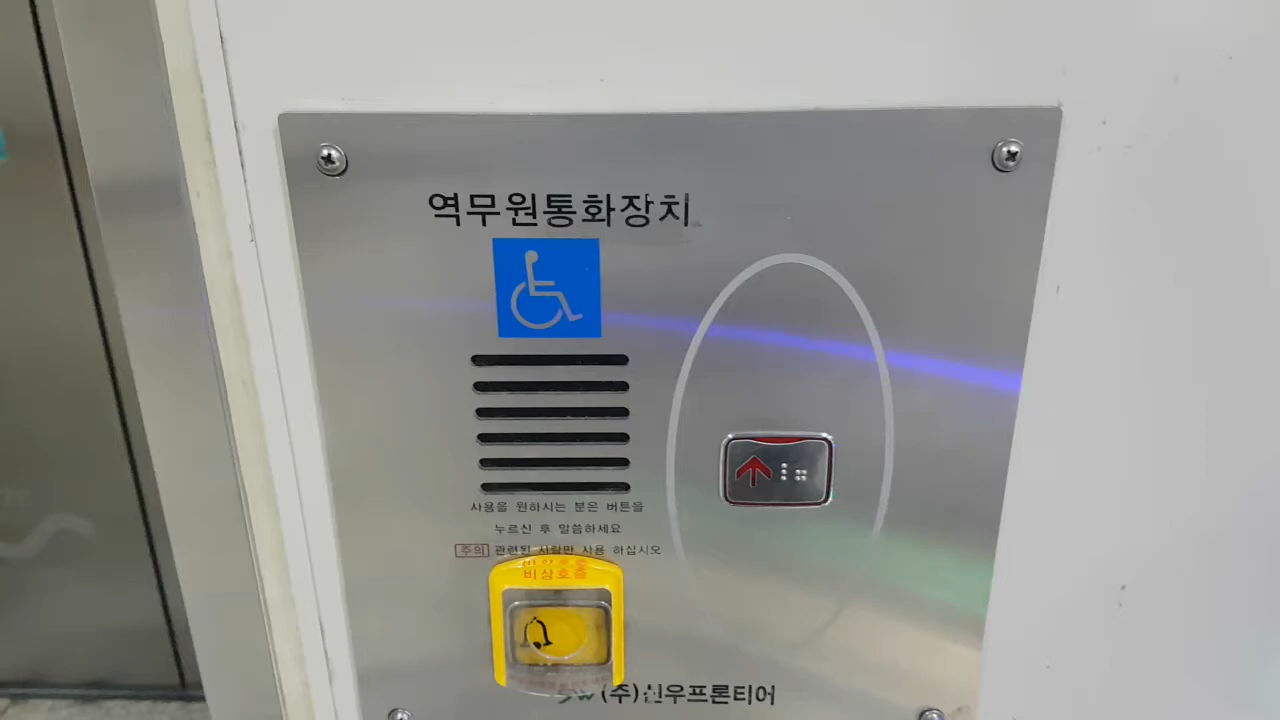 역무원통화장치
사용을 원하시는 분은 버튼을
누르신 후 말씀하세요
주의 관련된 사람만 사용 하십시오
비상호출
(주)신우프론티어